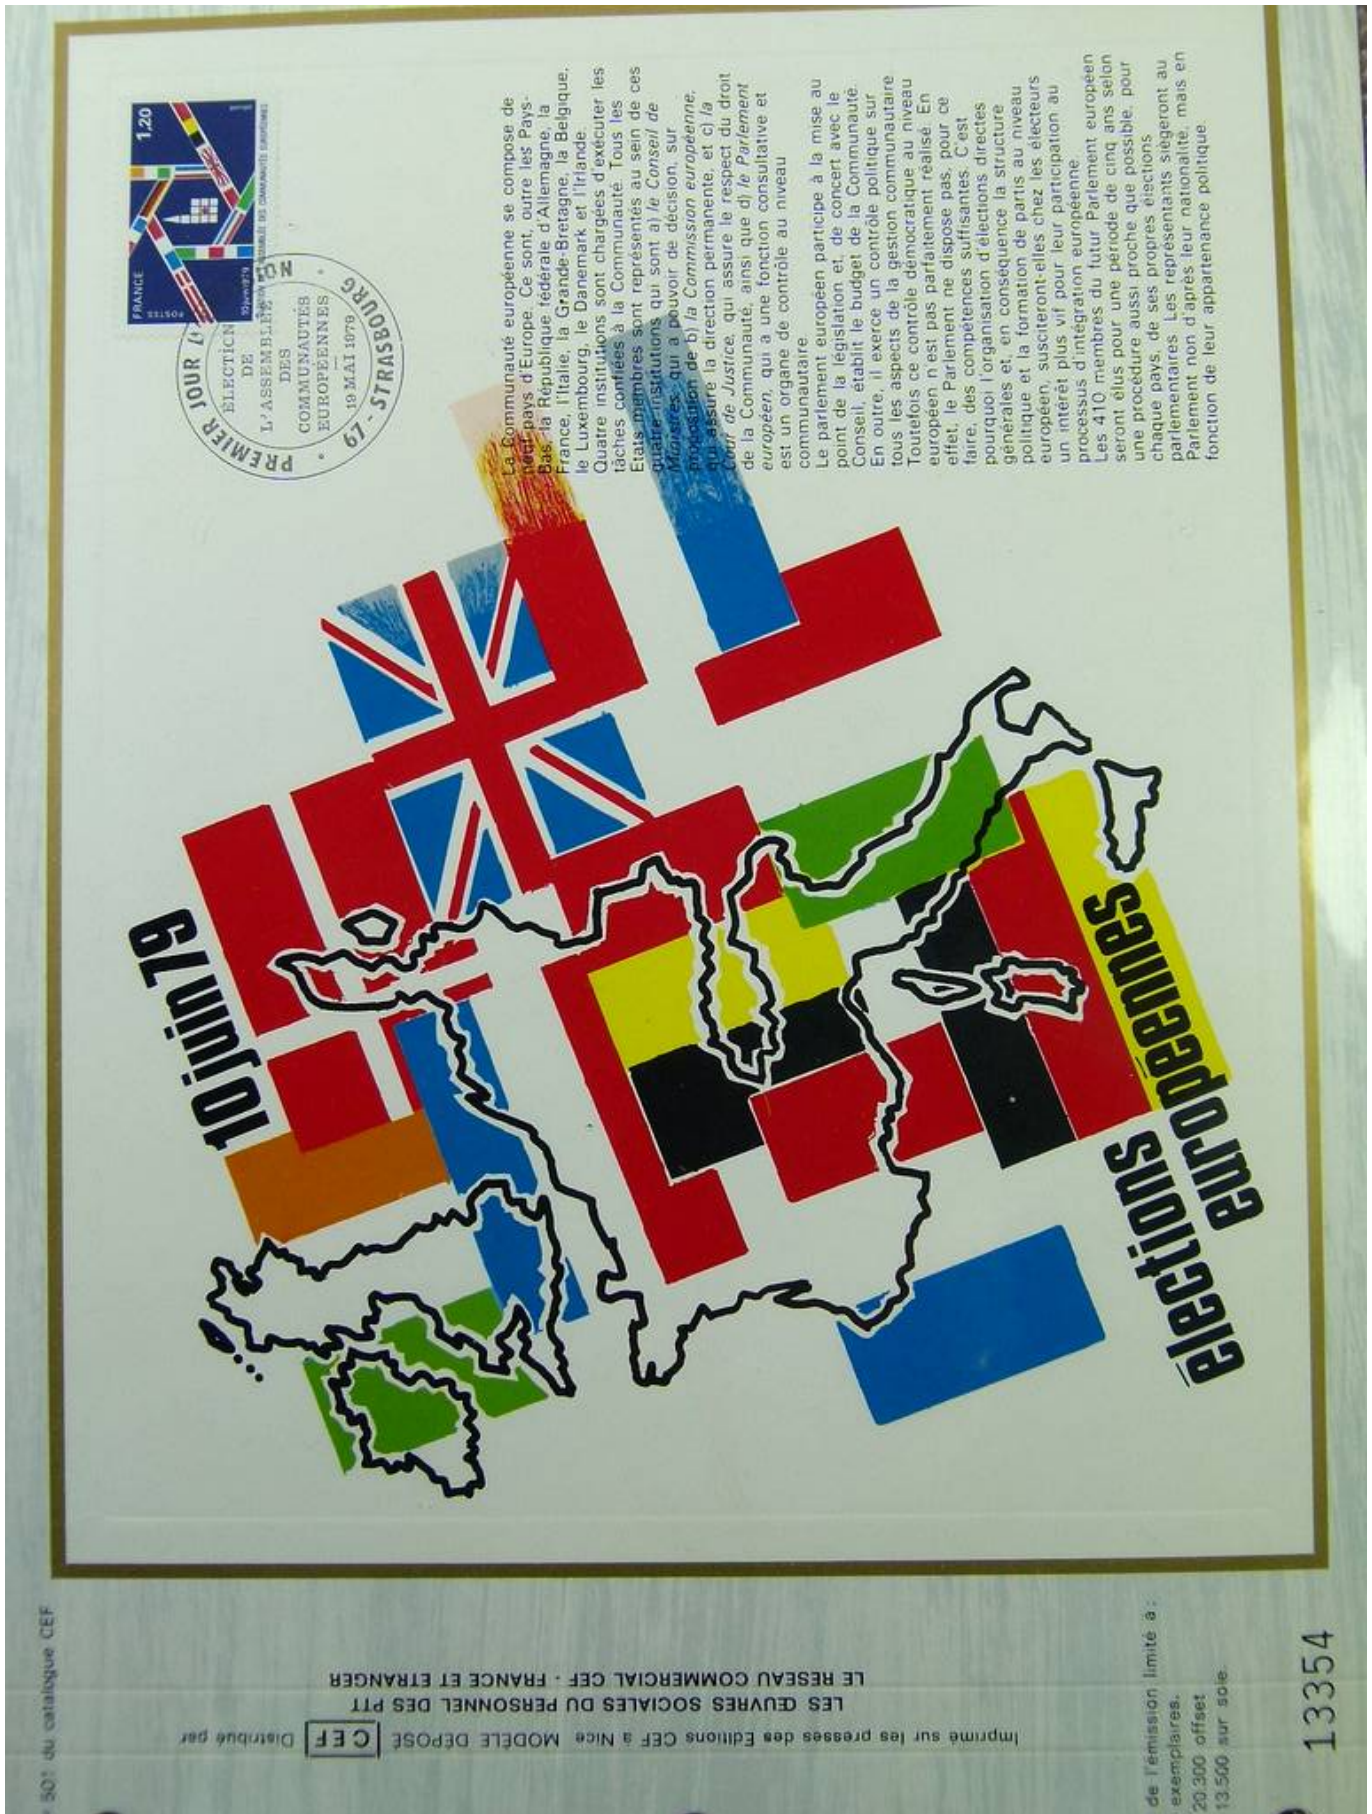 1,20
FRANCE
POSTES
10 juin 1979
PREMIER JOUR
ÉLECTION
DE
L'ASSEMBLÉE
DES
COMMUNAUTÉS
EUROPÉENNES
19 MAI 1979
67 - STRASBOURG
La Communauté européenne se compose de
neuf pays d'Europe. Ce sont, outre les Pays-
Bas, la République fédérale d'Allemagne, la
France, l'Italie, la Grande-Bretagne, la Belgique,
le Luxembourg, le Danemark et l'Irlande.
Quatre institutions sont chargées d'exécuter les
tâches confiées à la Communauté. Tous les
Etats membres sont représentés au sein de ces
quatre institutions qui sont a) le Conseil de
Ministres, qui a pouvoir de décision, sur
proposition de b) la Commission européenne,
qui assure la direction permanente, et c) la
Cour de Justice, qui assure le respect du droit
de la Communauté, ainsi que d) le Parlement
européen, qui a une fonction consultative et
est un organe de contrôle au niveau
communautaire
Le parlement européen participe à la mise au
point de la législation et, de concert avec le
Conseil, établit le budget de la Communauté.
En outre, il exerce un contrôle politique sur
tous les aspects de la gestion communautaire
Toutefois ce contrôle démocratique au niveau
européen n'est pas parfaitement réalisé. En
effet, le Parlement ne dispose pas, pour ce
faire, des compétences suffisantes. C'est
pourquoi l'organisation d'élections directes
générales et, en conséquence la structure
politique et la formation de partis au niveau
européen, susciteront-elles chez les électeurs
un intérêt plus vif pour leur participation au
processus d'intégration européenne.
Les 410 membres du futur Parlement européen
seront élus pour une période de cinq ans selon
une procédure aussi proche que possible, pour
chaque pays, de ses propres élections
parlementaires Les représentants siégeront au
Parlement non d'après leur nationalité, mais en
fonction de leur appartenance politique.
10 juin 79
élections
européennes
501 du catalogue CEF
Imprimé sur les presses des Editions CEF à Nice MODÈLE DÉPOSÉ CEF Distribué par
LES ŒUVRES SOCIALES DU PERSONNEL DES PTT
LE RESEAU COMMERCIAL CEF - FRANCE ET ETRANGER
de l'émission limité à :
exemplaires.
20.300 offset
13.500 sur soie.
13354